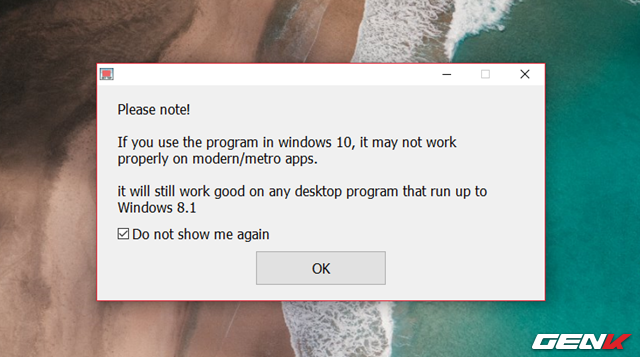 Please note!
If you use the program in windows 10, it may not work
properly on modern/metro apps.
it will still work good on any desktop program that run up to
Windows 8.1
Do not show me again
OK
GENK